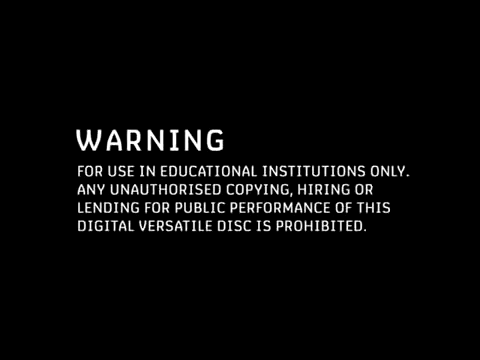 WARNING
FOR USE IN EDUCATIONAL INSTITUTIONS ONLY.
ANY UNAUTHORISED COPYING, HIRING OR
LENDING FOR PUBLIC PERFORMANCE OF THIS
DIGITAL VERSATILE DISC IS PROHIBITED.